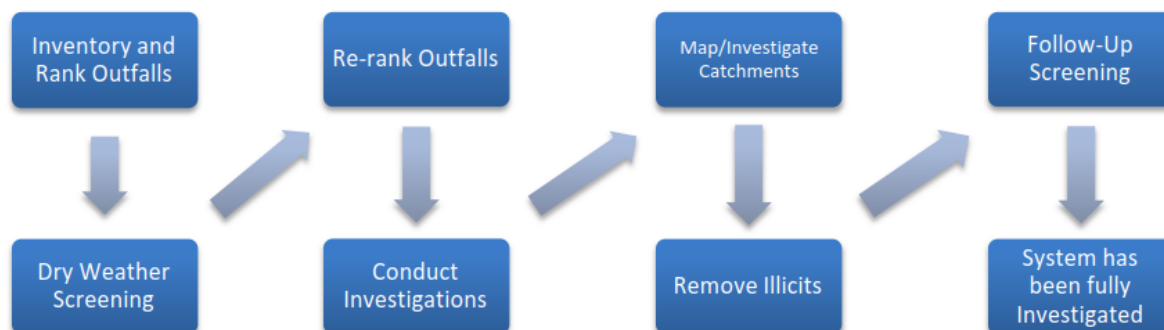 Inventory and
Rank Outfalls
Dry Weather
Screening
Re-rank Outfalls
Conduct
Investigations
Map/Investigate
Catchments
Remove Illicits
Follow-Up
Screening
System has
been fully
Investigated